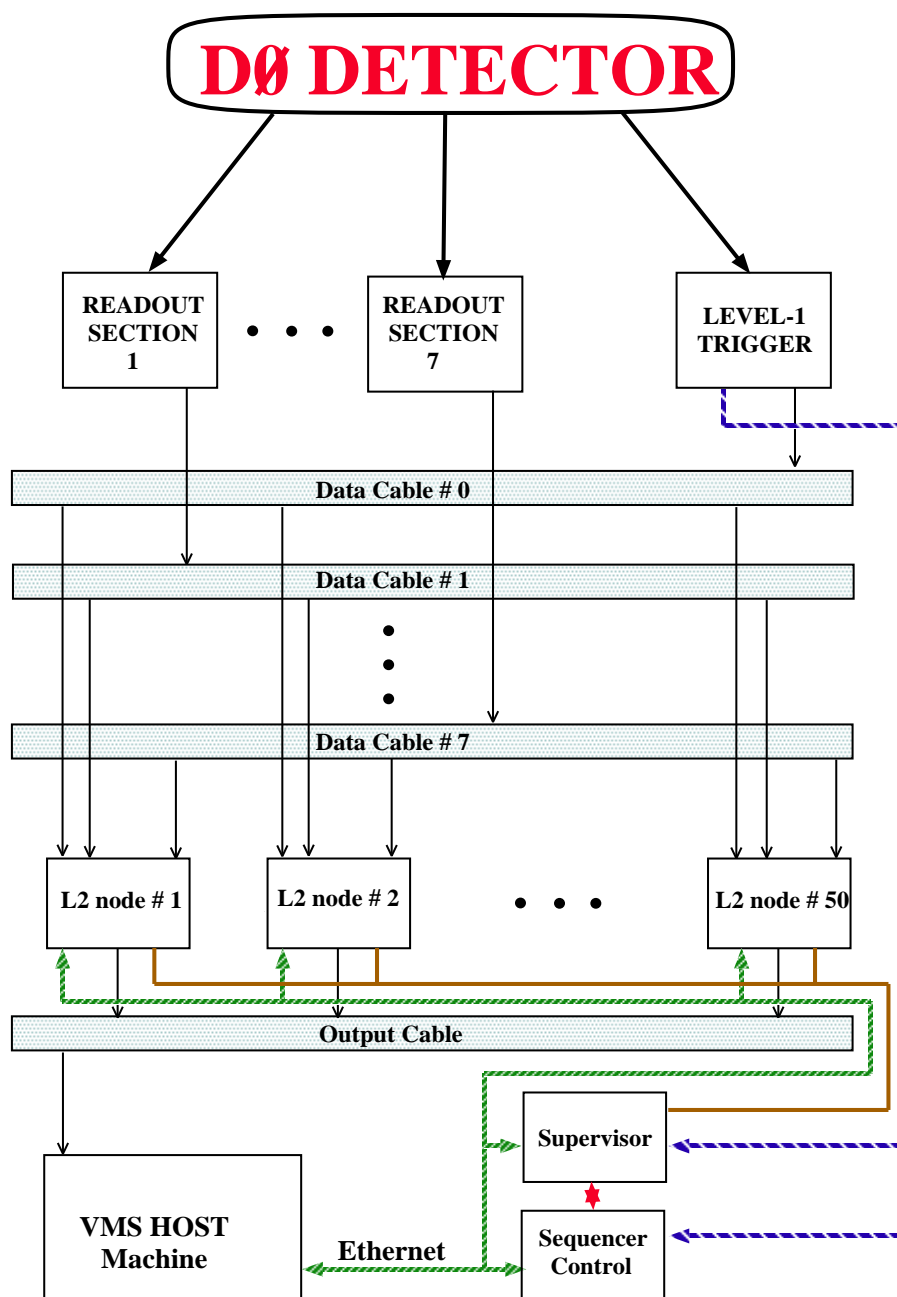 DØ DETECTOR
READOUT
SECTION
1
READOUT
SECTION
7
LEVEL-1
TRIGGER
Data Cable # 0
Data Cable # 1
Data Cable # 7
L2 node # 1
L2 node # 2
L2 node # 50
Output Cable
Supervisor
VMS HOST
Machine
Ethernet
Sequencer
Control